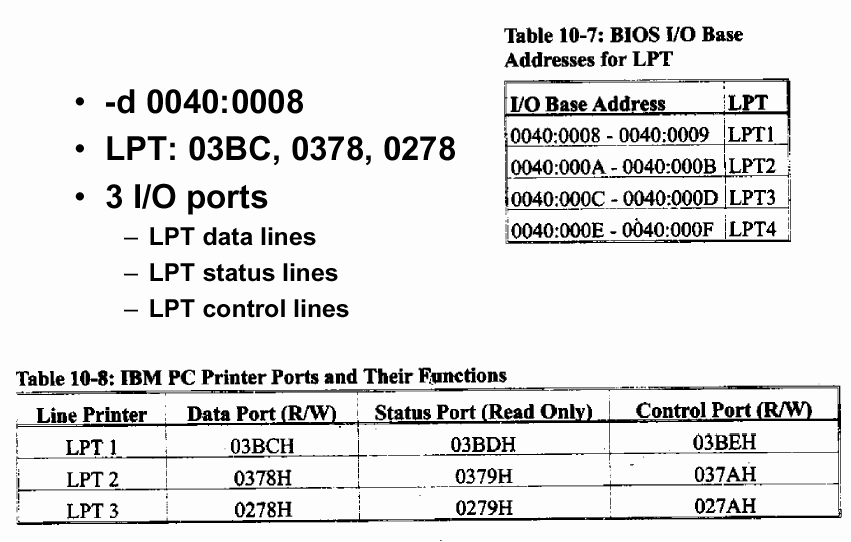 Table 10-7: BIOS I/O Base
Addresses for LPT
I/O Base Address LPT
0040:0008 - 0040:0009 LPT1
0040:000A - 0040:000B LPT2
0040:000C - 0040:000D LPT3
0040:000E - 0040:000F LPT4
• -d 0040:0008
• LPT: 03BC, 0378, 0278
• 3 I/O ports
– LPT data lines
– LPT status lines
– LPT control lines
Table 10-8: IBM PC Printer Ports and Their Functions
Line Printer Data Port (R/W) Status Port (Read Only) Control Port (R/W)
LPT 1 03BCH 03BDH 03BEH
LPT 2 0378H 0379H 037AH
LPT 3 0278H 0279H 027AH